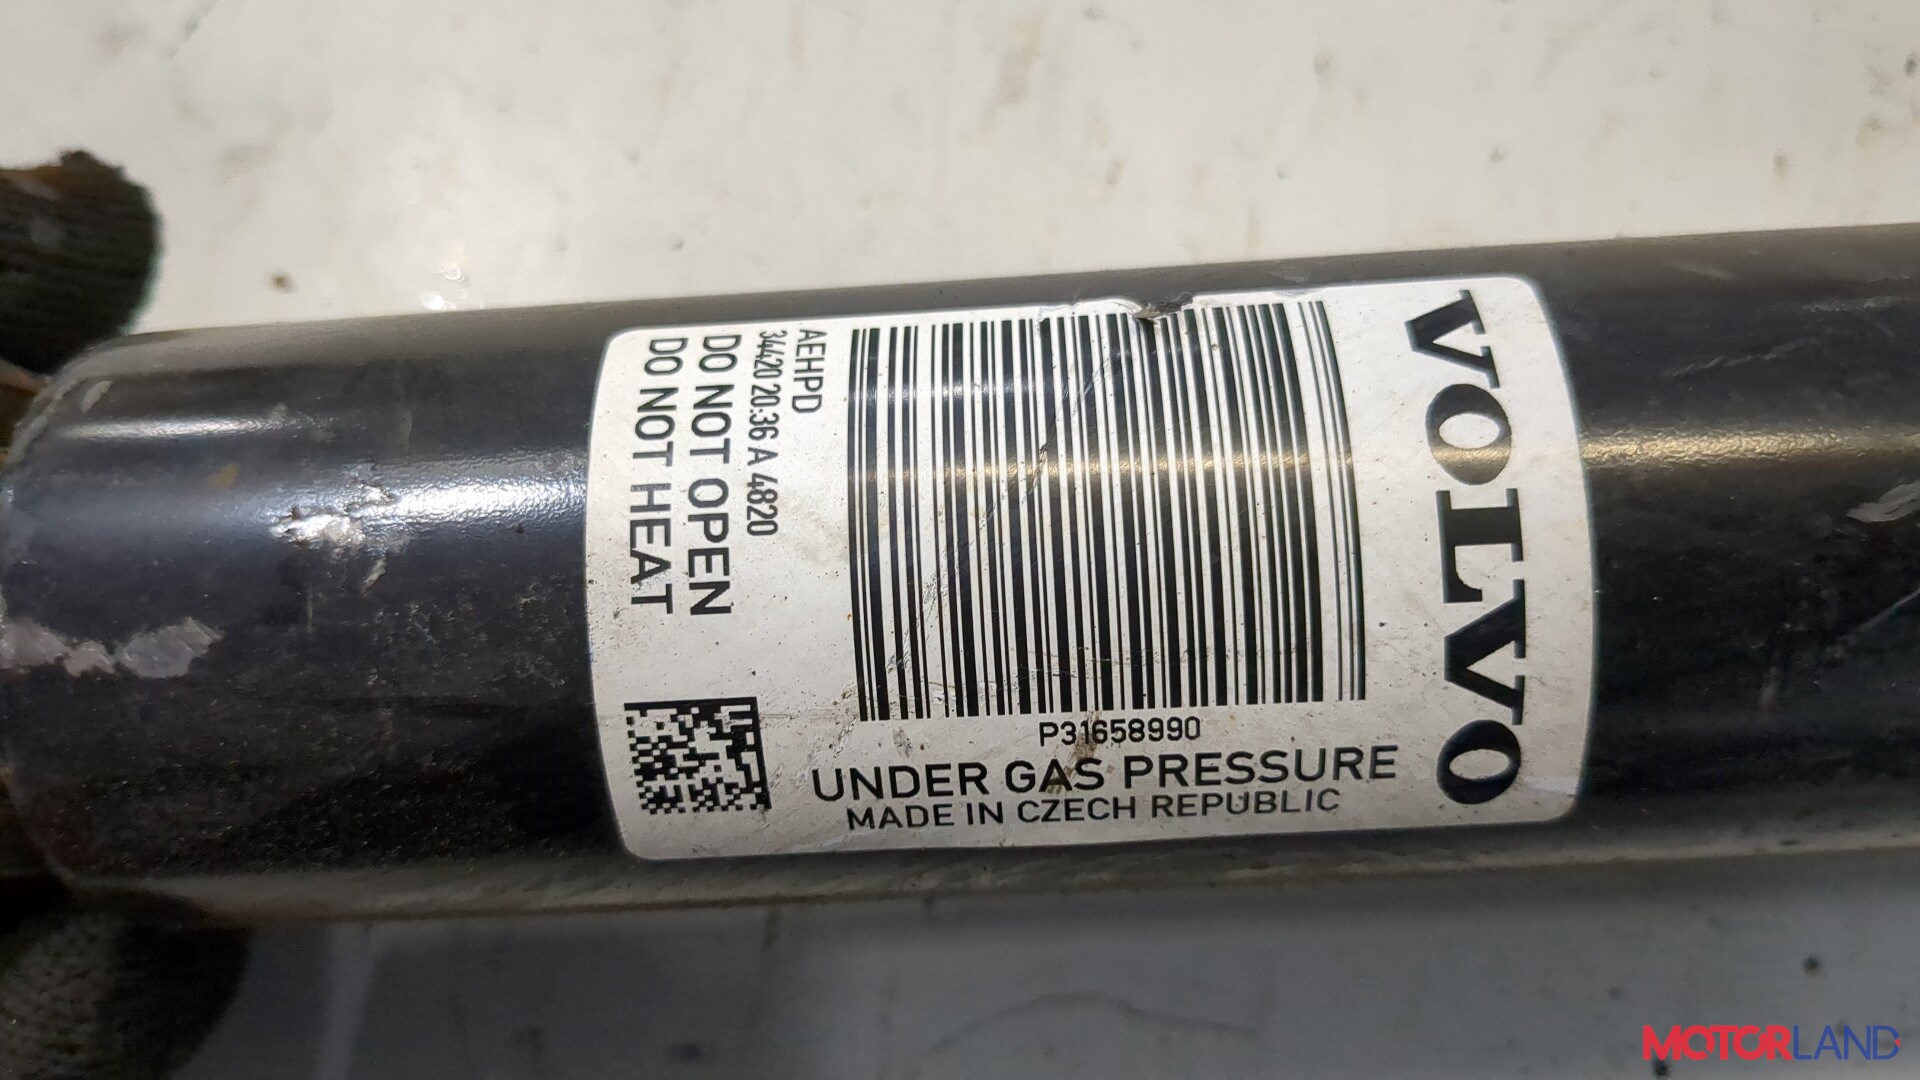 VOLVO
P31658990
UNDER GAS PRESSURE
MADE IN CZECH REPUBLIC
AEHPD
34420 20:36 A 4820
DO NOT OPEN
DO NOT HEAT
MOTORLAND